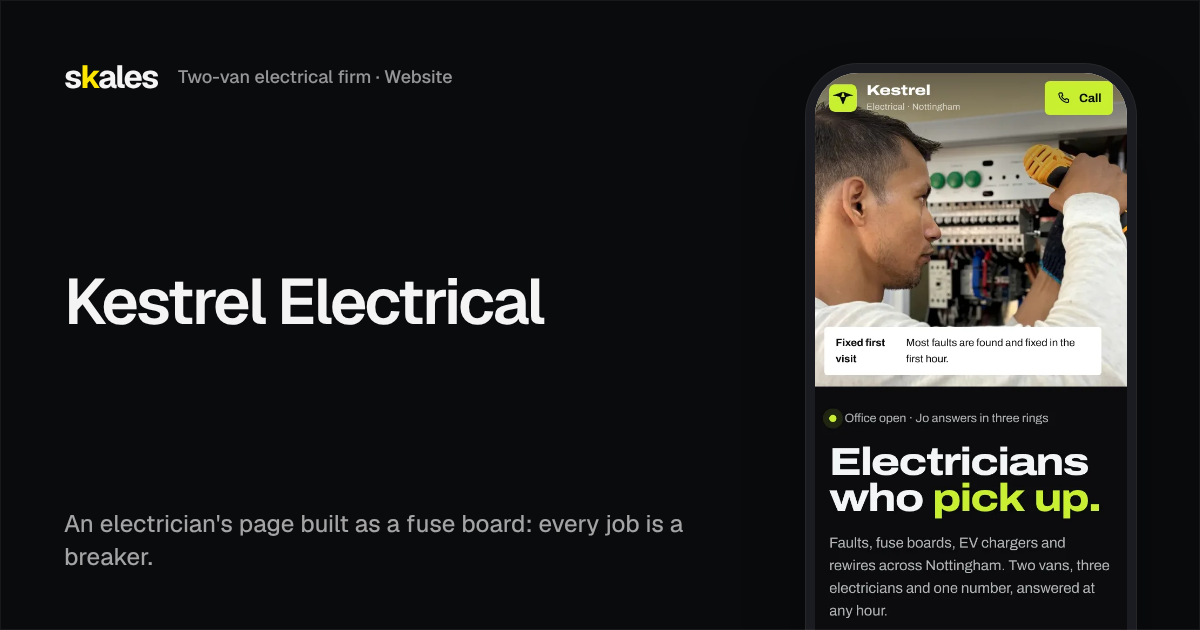 skales
Two-van electrical firm · Website
Kestrel Electrical
An electrician's page built as a fuse board: every job is a
breaker.
Kestrel
Electrical · Nottingham
Call
Fixed first
visit
Most faults are found and fixed in the
first hour.
Office open · Jo answers in three rings
Electricians
who pick up.
Faults, fuse boards, EV chargers and
rewires across Nottingham. Two vans, three
electricians and one number, answered at
any hour.